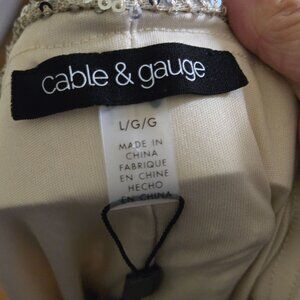 cable & gauge
L/G/G
MADE IN
CHINA
FABRIQUE
EN CHINE
HECHO
EN CHINA